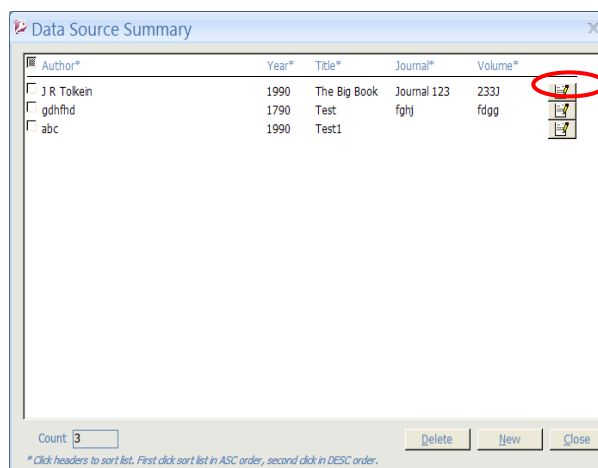 Data Source Summary
Author* Year* Title* Journal* Volume*
J R Tolkein 1990 The Big Book Journal 123 233J
gdhfhd 1790 Test fghj fdgg
abc 1990 Test1
Count 3 Delete New Close
* Click headers to sort list. First click sort list in ASC order, second click in DESC order.